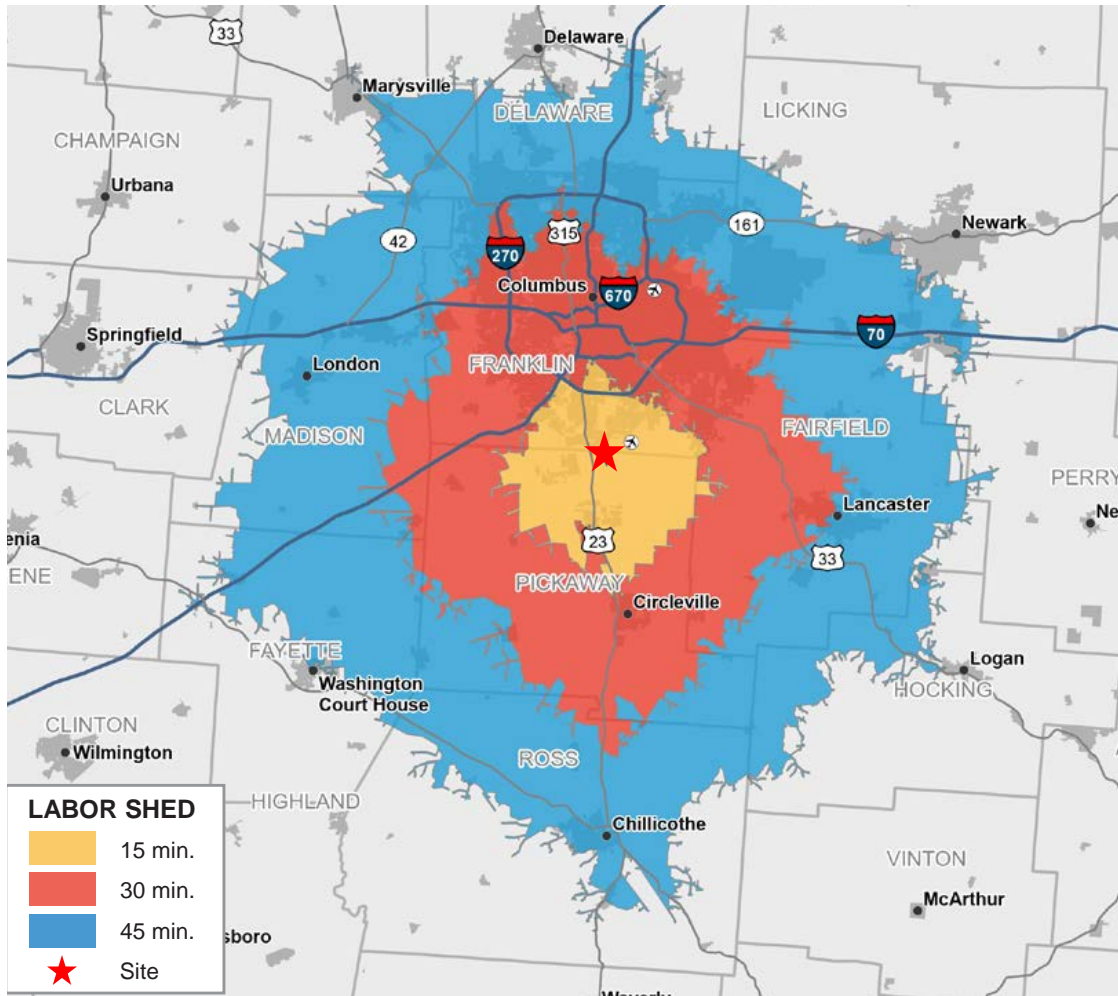 33
Delaware
Marysville
DELAWARE
LICKING
CHAMPAIGN
Urbana
Newark
161
315
42
270
Columbus
670
70
Springfield
London
FRANKLIN
CLARK
MADISON
FAIRFIELD
PERRY
Lancaster
Ne
enia
ENE
23
33
PICKAWAY
Circleville
FAYETTE
Logan
Washington
Court House
HOCKING
CLINTON
Wilmington
ROSS
HIGHLAND
Chillicothe
VINTON
McArthur
sboro
LABOR SHED
15 min.
30 min.
45 min.
Site